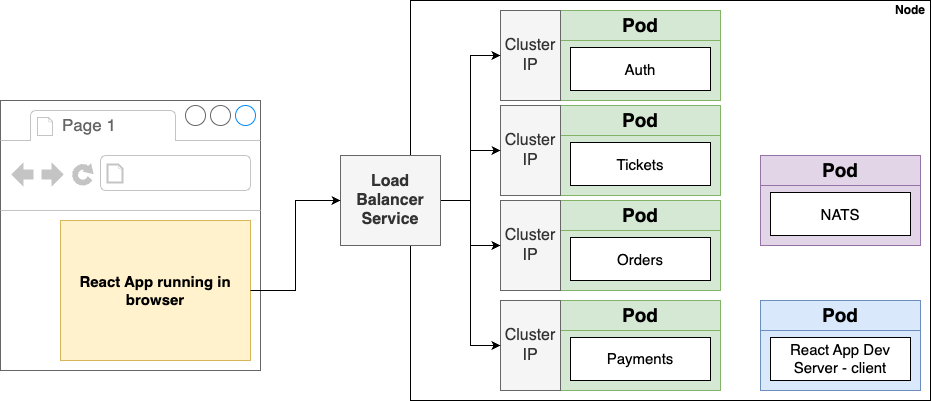 Node
Page 1
React App running in
browser
Load
Balancer
Service
Cluster
IP
Pod
Auth
Cluster
IP
Pod
Tickets
Cluster
IP
Pod
Orders
Cluster
IP
Pod
Payments
Pod
NATS
Pod
React App Dev
Server - client